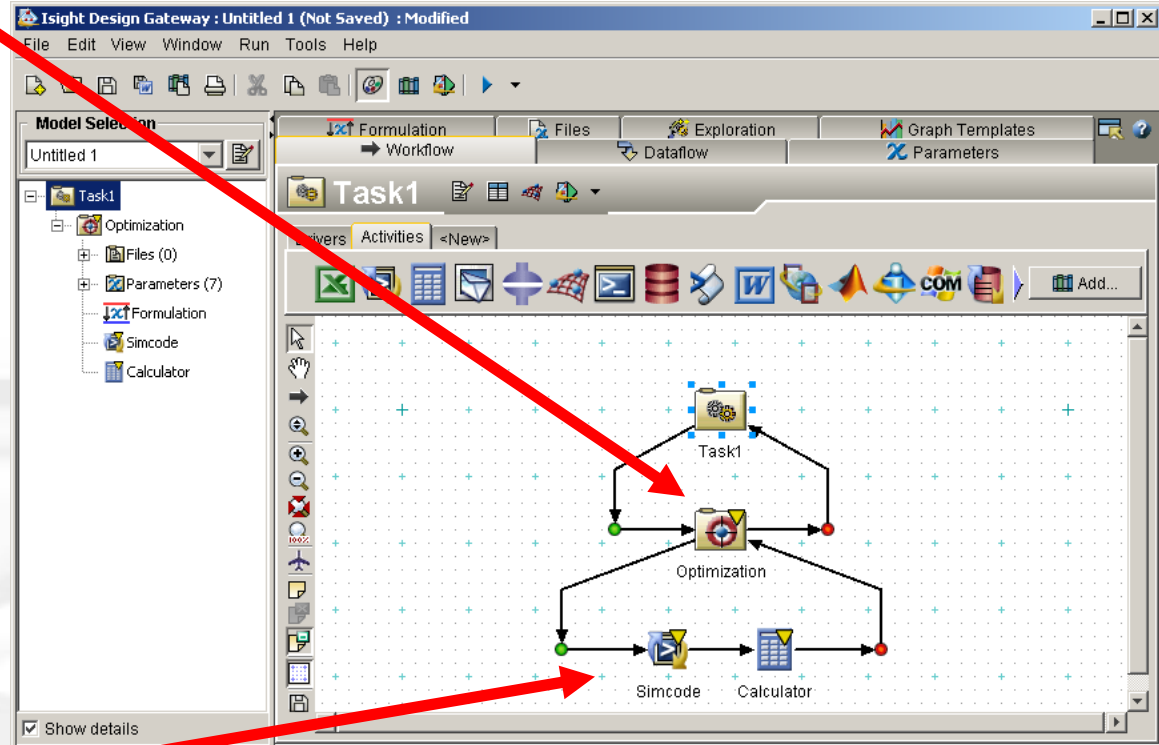 Isight Design Gateway : Untitled 1 (Not Saved) : Modified
File Edit View Window Run Tools Help
Model Selection
Untitled 1
Task1
Optimization
Files (0)
Parameters (7)
Formulation
Simcode
Calculator
Show details
Formulation Files Exploration Graph Templates
Workflow Dataflow Parameters
Task1
Drivers Activities <New>
W COM Add...
100%
Task1
Optimization
Simcode Calculator